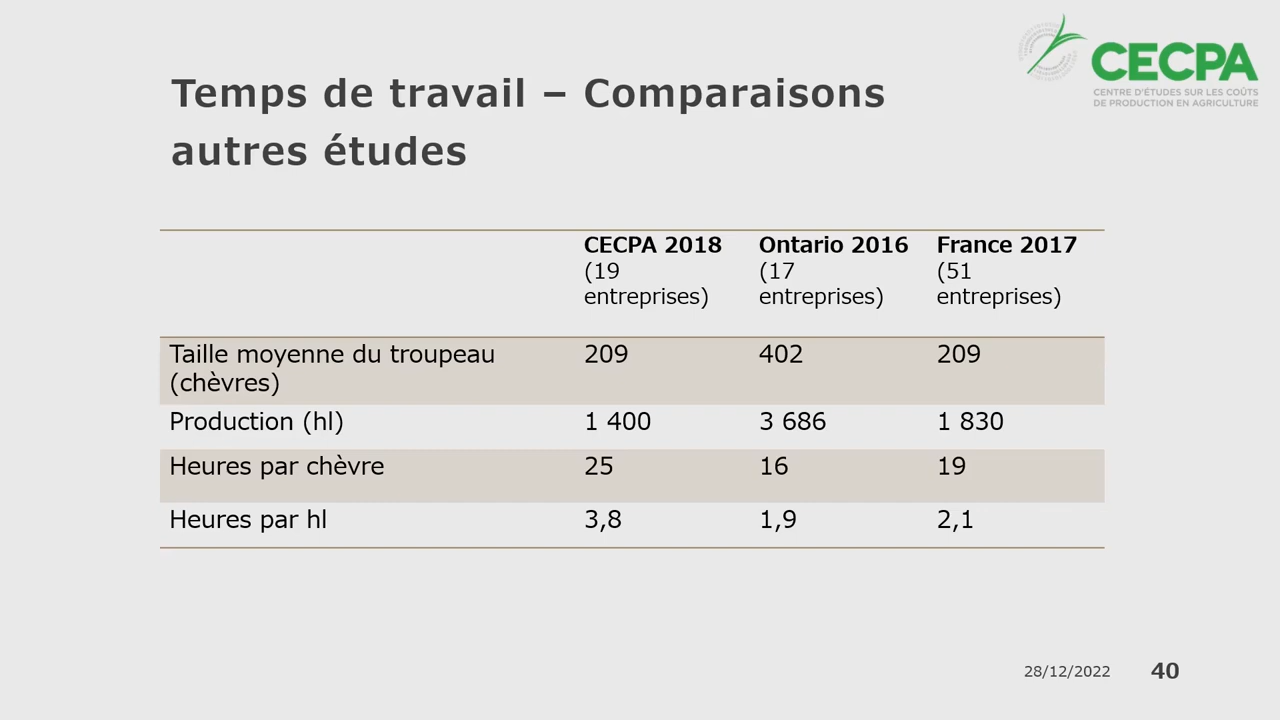 CECPA
CENTRE D'ÉTUDES SUR LES COÛTS
DE PRODUCTION EN AGRICULTURE
Temps de travail – Comparaisons
autres études
CECPA 2018 Ontario 2016 France 2017
(19 (17 (51
entreprises) entreprises) entreprises)
Taille moyenne du troupeau 209 402 209
(chèvres)
Production (hl) 1 400 3 686 1 830
Heures par chèvre 25 16 19
Heures par hl 3,8 1,9 2,1
28/12/2022 40